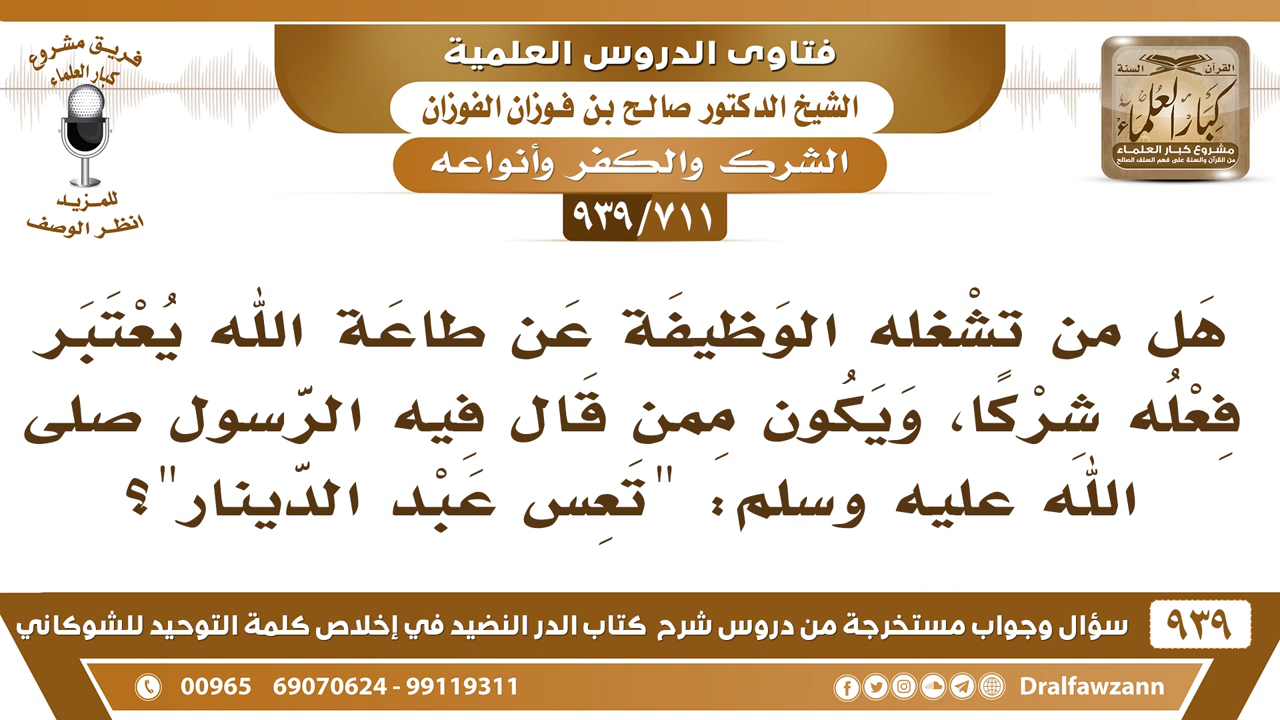 فريق مشروع
كبار العلماء
للمزيد
انظر الوصف
فتاوى الدروس العلمية
الشيخ الدكتور صالح بن فوزان الفوزان
الشرك والكفر وأنواعه
٩٣٩/٧١١
القرآن السنة
كبار العلماء
مشروع كبار العلماء
من القرآن والسنة على فهم السلف الصالح
هَل من تشْغله الوَظيفَة عَن طاعَة الله يُعْتَبَر
فِعْلُه شرْكًا، وَيَكُون مِمن قَال فِيه الرّسول صلى
الله عليه وسلم: "تَعِس عَبْد الدّينار"؟
٩٣٩ سؤال وجواب مستخرجة من دروس شرح كتاب الدر النضيد في إخلاص كلمة التوحيد للشوكاني
00965 69070624 - 99119311
Dralfawzann